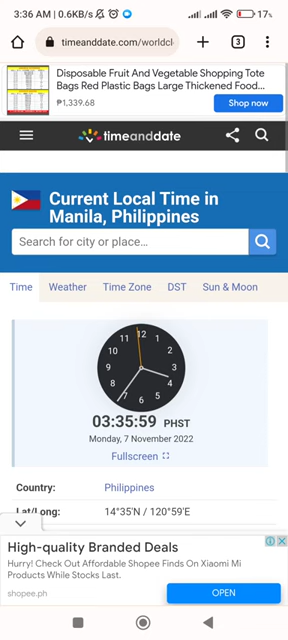 3:36 AM | 0.6KB/s
17%
timeanddate.com/worldcl
3
Disposable Fruit And Vegetable Shopping Tote
Bags Red Plastic Bags Large Thickened Food...
₱1,339.68
Shop now
timeanddate
Current Local Time in
Manila, Philippines
Search for city or place...
Time Weather Time Zone DST Sun & Moon
12
1
2
3
4
5
6
7
8
9
10
11
03:35:59 PHST
Monday, 7 November 2022
Fullscreen
Country: Philippines
Lat/Long: 14°35'N / 120°59'E
High-quality Branded Deals
Hurry! Check Out Affordable Shopee Finds On Xiaomi Mi
Products While Stocks Last.
shopee.ph
OPEN